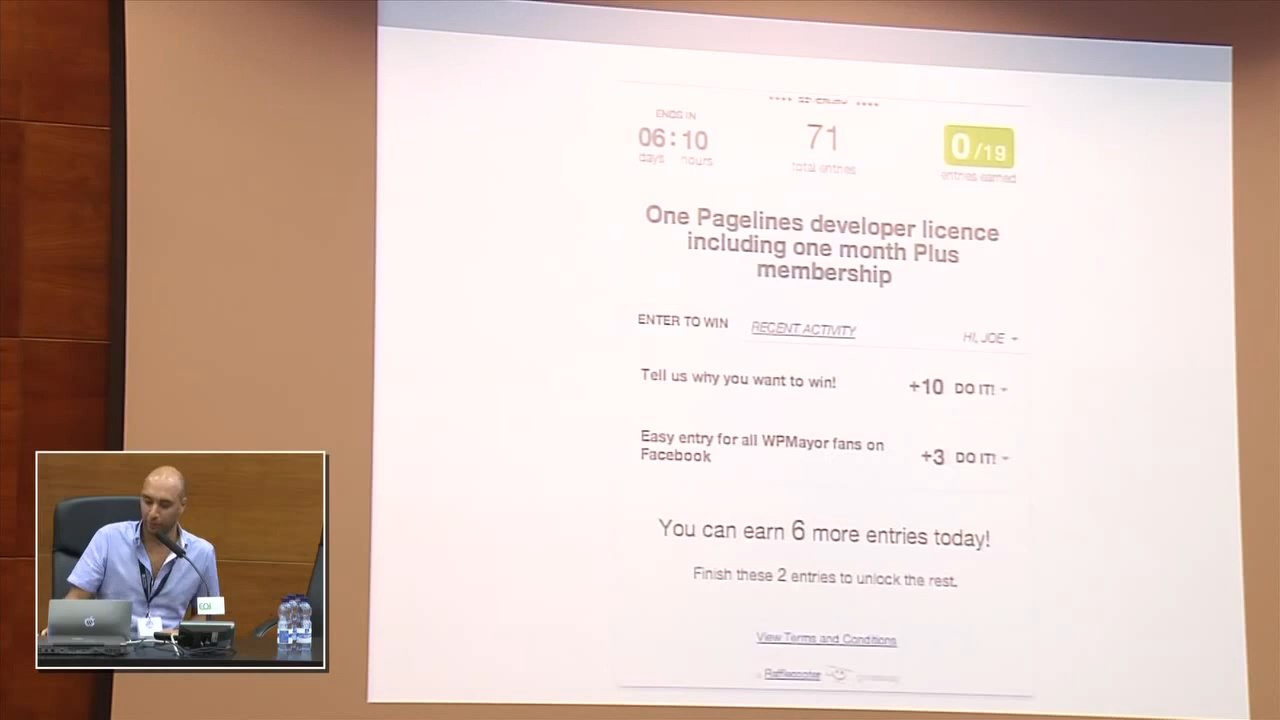 ENDS IN
06:10
days hours
71
total entries
0/19
entries earned
One Pagelines developer licence
including one month Plus
membership
ENTER TO WIN
RECENT ACTIVITY
HI, JOE
Tell us why you want to win!
+10 DO IT!
Easy entry for all WPMayor fans on
Facebook
+3 DO IT!
You can earn 6 more entries today!
Finish these 2 entries to unlock the rest.
View Terms and Conditions
Rafflecopter
giveaway
hp
EOI